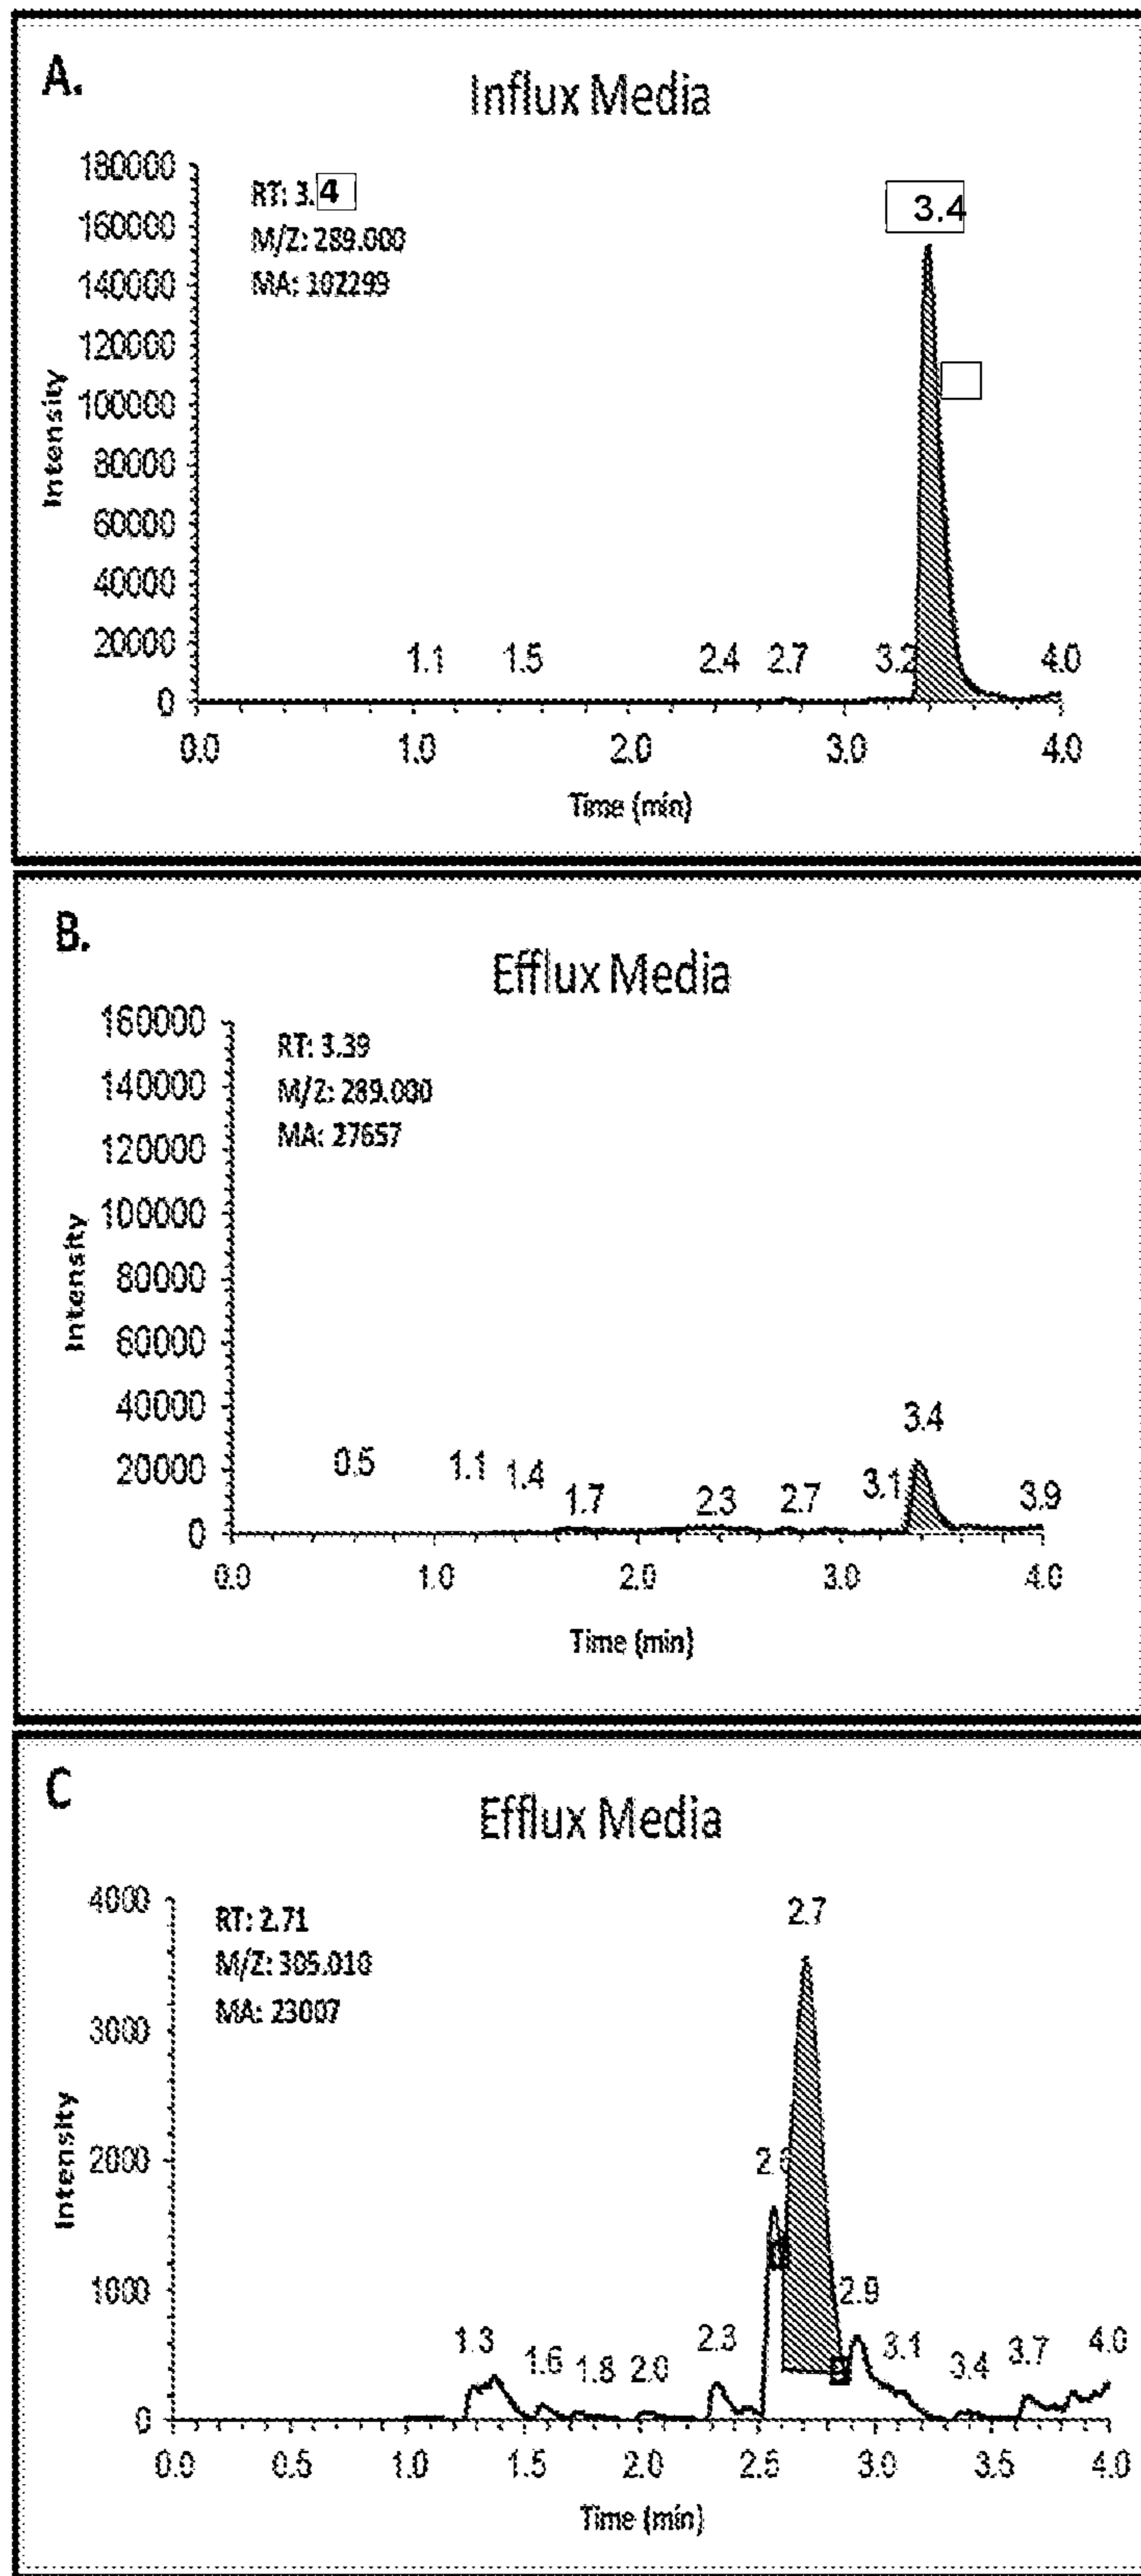 A.
Influx Media
RT: 3.4
M/Z: 289.000
MA: 102299
3.4
180000
160000
140000
120000
100000
80000
60000
40000
20000
0
Intensity
1.1 1.5 2.4 2.7 3.2 4.0
0.0 1.0 2.0 3.0 4.0
Time (min)
B.
Efflux Media
RT: 3.39
M/Z: 289.000
MA: 27657
160000
140000
120000
100000
80000
60000
40000
20000
0
Intensity
0.5 1.1 1.4 1.7 2.3 2.7 3.1 3.4 3.9
0.0 1.0 2.0 3.0 4.0
Time (min)
C
Efflux Media
RT: 2.71
M/Z: 305.010
MA: 23007
4000
3000
2000
1000
0
Intensity
1.3 1.6 1.8 2.0 2.3 2.7 2.9 3.1 3.4 3.7 4.0
0.0 0.5 1.0 1.5 2.0 2.5 3.0 3.5 4.0
Time (min)